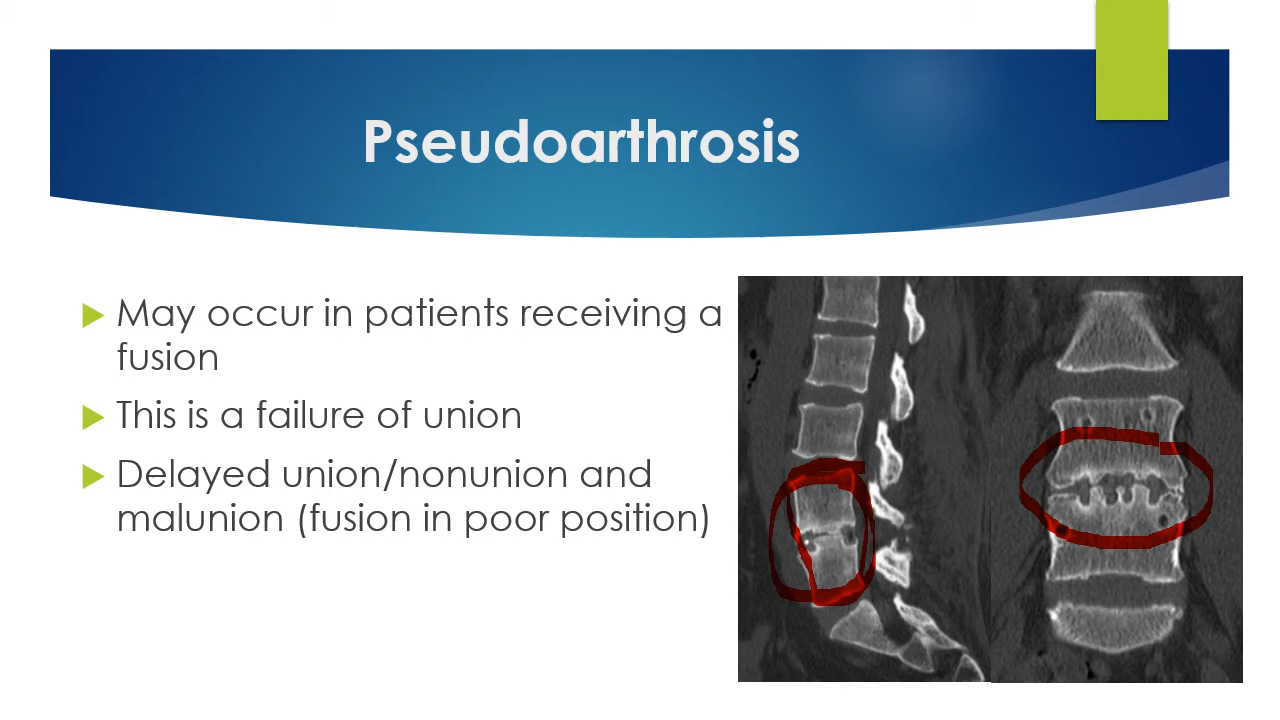 Pseudoarthrosis
May occur in patients receiving a
fusion
This is a failure of union
Delayed union/nonunion and
malunion (fusion in poor position)